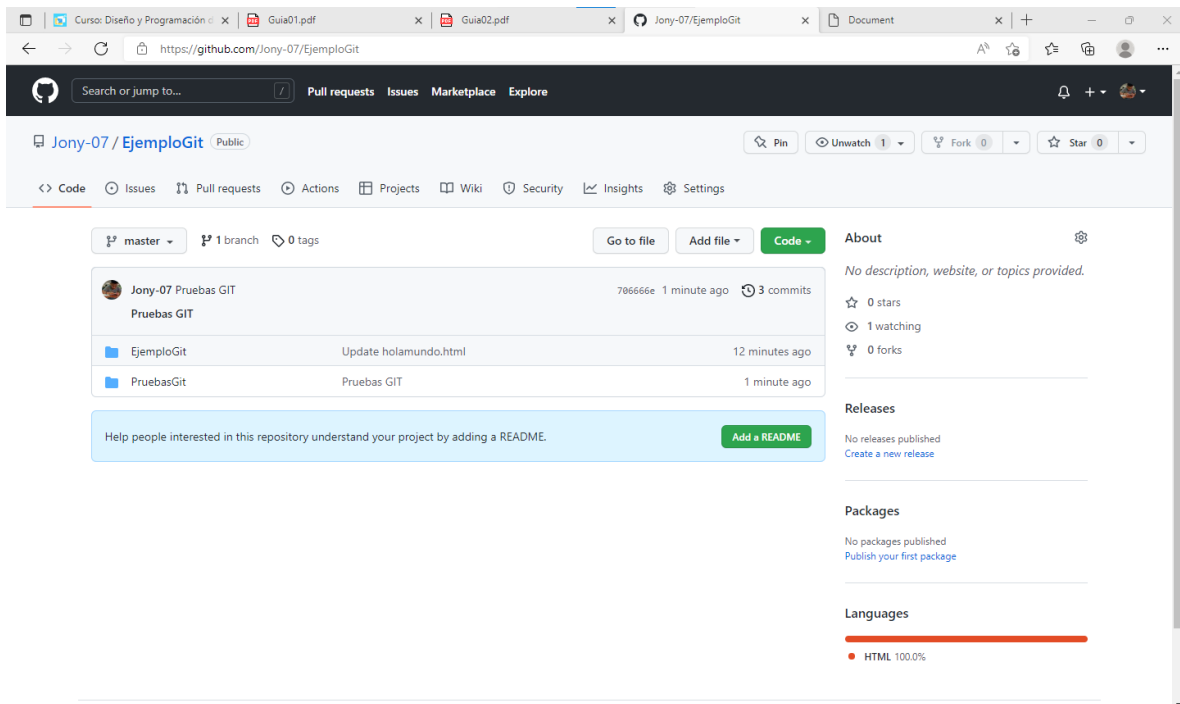 Curso: Diseño y Programación d
Guia01.pdf
Guia02.pdf
Jony-07/EjemploGit
Document
https://github.com/Jony-07/EjemploGit
Search or jump to...
/
Pull requests Issues Marketplace Explore
Jony-07 / EjemploGit Public
Pin
Unwatch 1
Fork 0
Star 0
<> Code Issues Pull requests Actions Projects Wiki Security Insights Settings
master 1 branch 0 tags
Go to file Add file Code
Jony-07 Pruebas GIT 706666e 1 minute ago 3 commits
Pruebas GIT
EjemploGit Update holamundo.html 12 minutes ago
PruebasGit Pruebas GIT 1 minute ago
Help people interested in this repository understand your project by adding a README. Add a README
About
No description, website, or topics provided.
0 stars
1 watching
0 forks
Releases
No releases published
Create a new release
Packages
No packages published
Publish your first package
Languages
HTML 100.0%